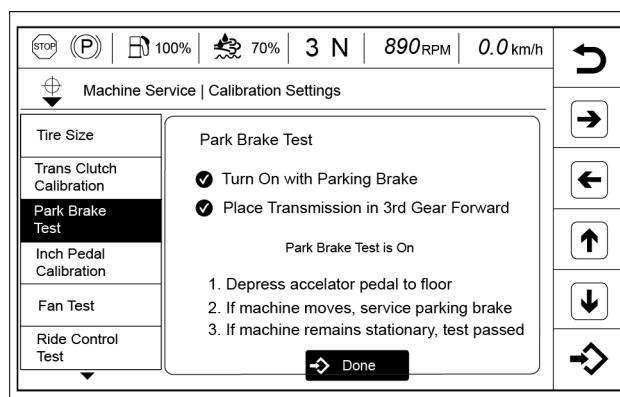 STOP (P) 100% 70% 3 N 890 RPM 0.0 km/h
Machine Service | Calibration Settings
Tire Size
Trans Clutch
Calibration
Park Brake
Test
Inch Pedal
Calibration
Fan Test
Ride Control
Test
Park Brake Test
Turn On with Parking Brake
Place Transmission in 3rd Gear Forward
Park Brake Test is On
1. Depress accelator pedal to floor
2. If machine moves, service parking brake
3. If machine remains stationary, test passed
Done